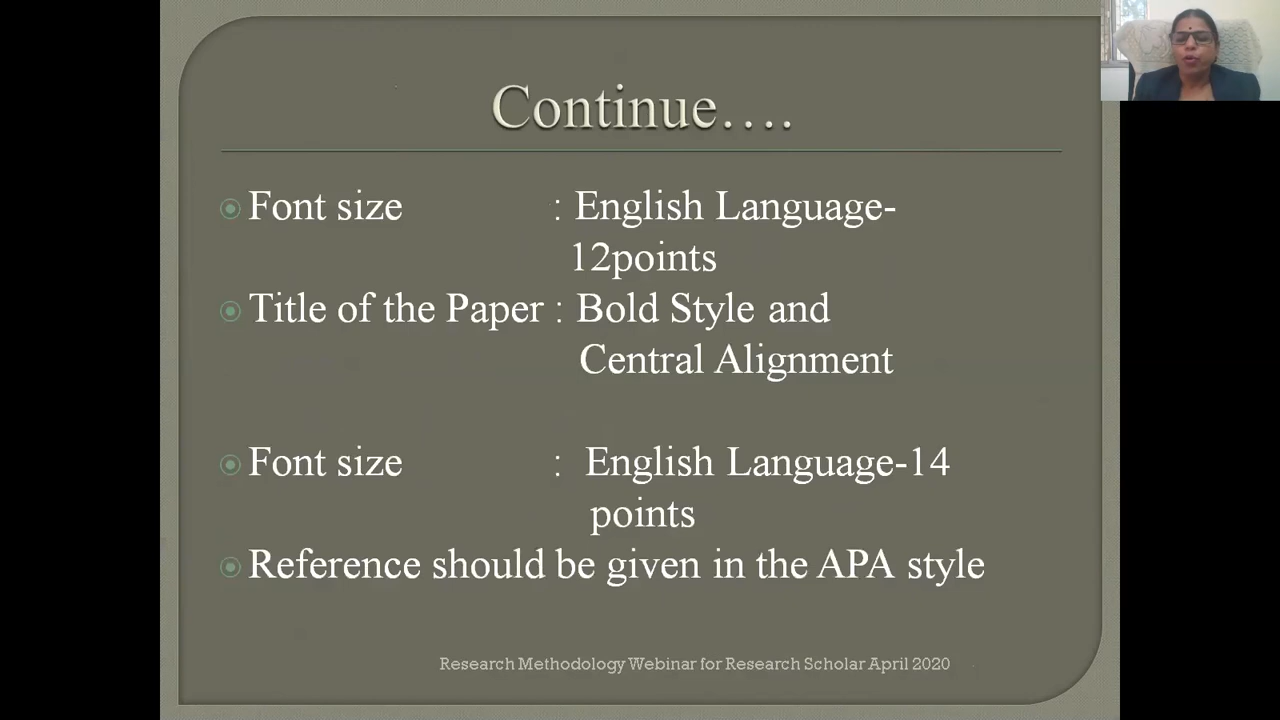 Continue....
Font size : English Language-
12points
Title of the Paper : Bold Style and
Central Alignment
Font size : English Language-14
points
Reference should be given in the APA style
Research Methodology Webinar for Research Scholar April 2020